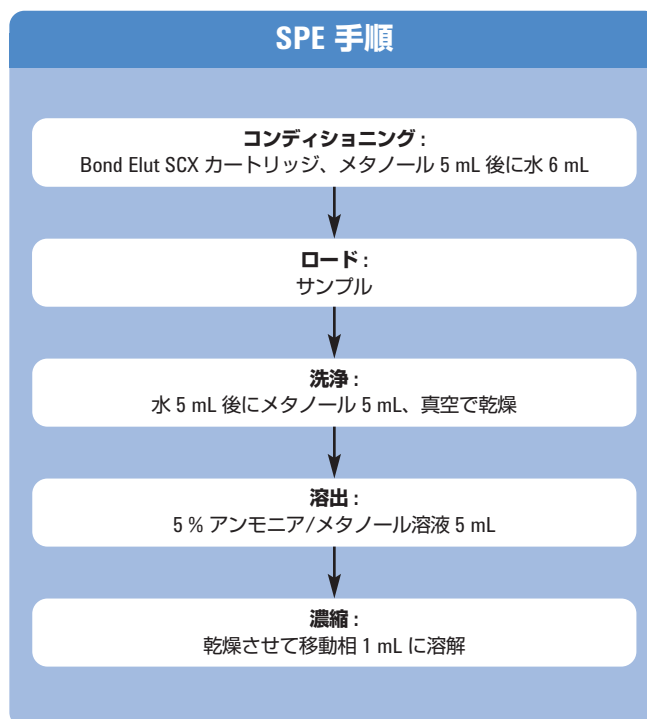 SPE 手順
コンディショニング :
Bond Elut SCX カートリッジ、メタノール 5 mL 後に水 6 mL
ロード :
サンプル
洗浄 :
水 5 mL 後にメタノール 5 mL、真空で乾燥
溶出 :
5 % アンモニア/メタノール溶液 5 mL
濃縮 :
乾燥させて移動相 1 mL に溶解